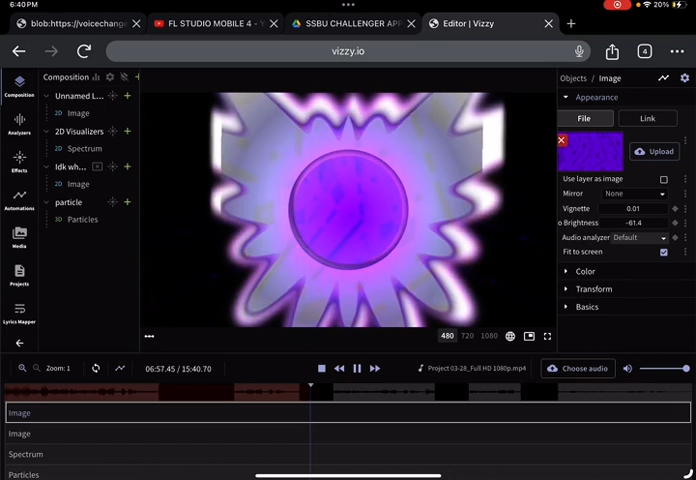 6:40 PM
20%
blob:https://voicechange
FL STUDIO MOBILE 4 - Y
SSBU CHALLENGER APP
Editor | Vizzy
vizzy.io
4
Composition
Analyzers
Effects
Automations
Media
Projects
Lyrics Mapper
Composition
Unnamed L...
2D Image
2D Visualizers
2D Spectrum
Idk wh...
2D Image
particle
3D Particles
480 720 1080
Objects / Image
Appearance
File Link
Upload
Use layer as image
Mirror None
Vignette 0.01
o Brightness -61.4
Audio analyzer Default
Fit to screen
Color
Transform
Basics
Zoom: 1
06:57.45 / 15:40.70
Project 03-28_Full HD 1080p.mp4
Choose audio
Image
Image
Spectrum
Particles